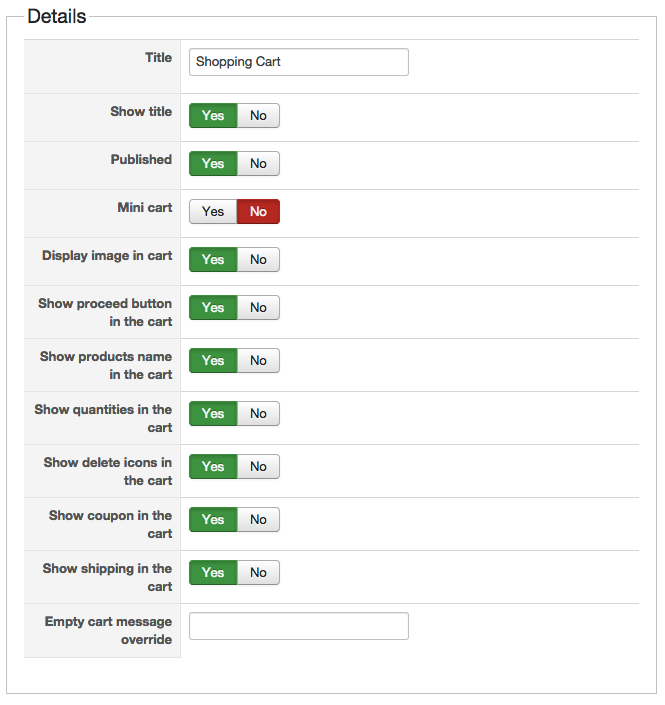 Details
Title
Shopping Cart
Show title
Yes No
Published
Yes No
Mini cart
Yes No
Display image in cart
Yes No
Show proceed button
in the cart
Yes No
Show products name
in the cart
Yes No
Show quantities in the
cart
Yes No
Show delete icons in
the cart
Yes No
Show coupon in the
cart
Yes No
Show shipping in the
cart
Yes No
Empty cart message
override